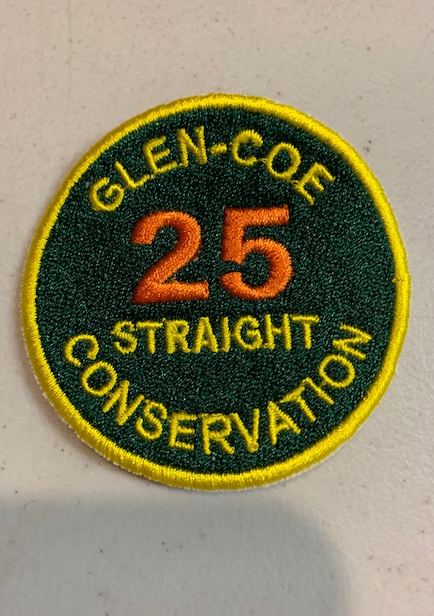 GLEN-COE
25
STRAIGHT
CONSERVATION